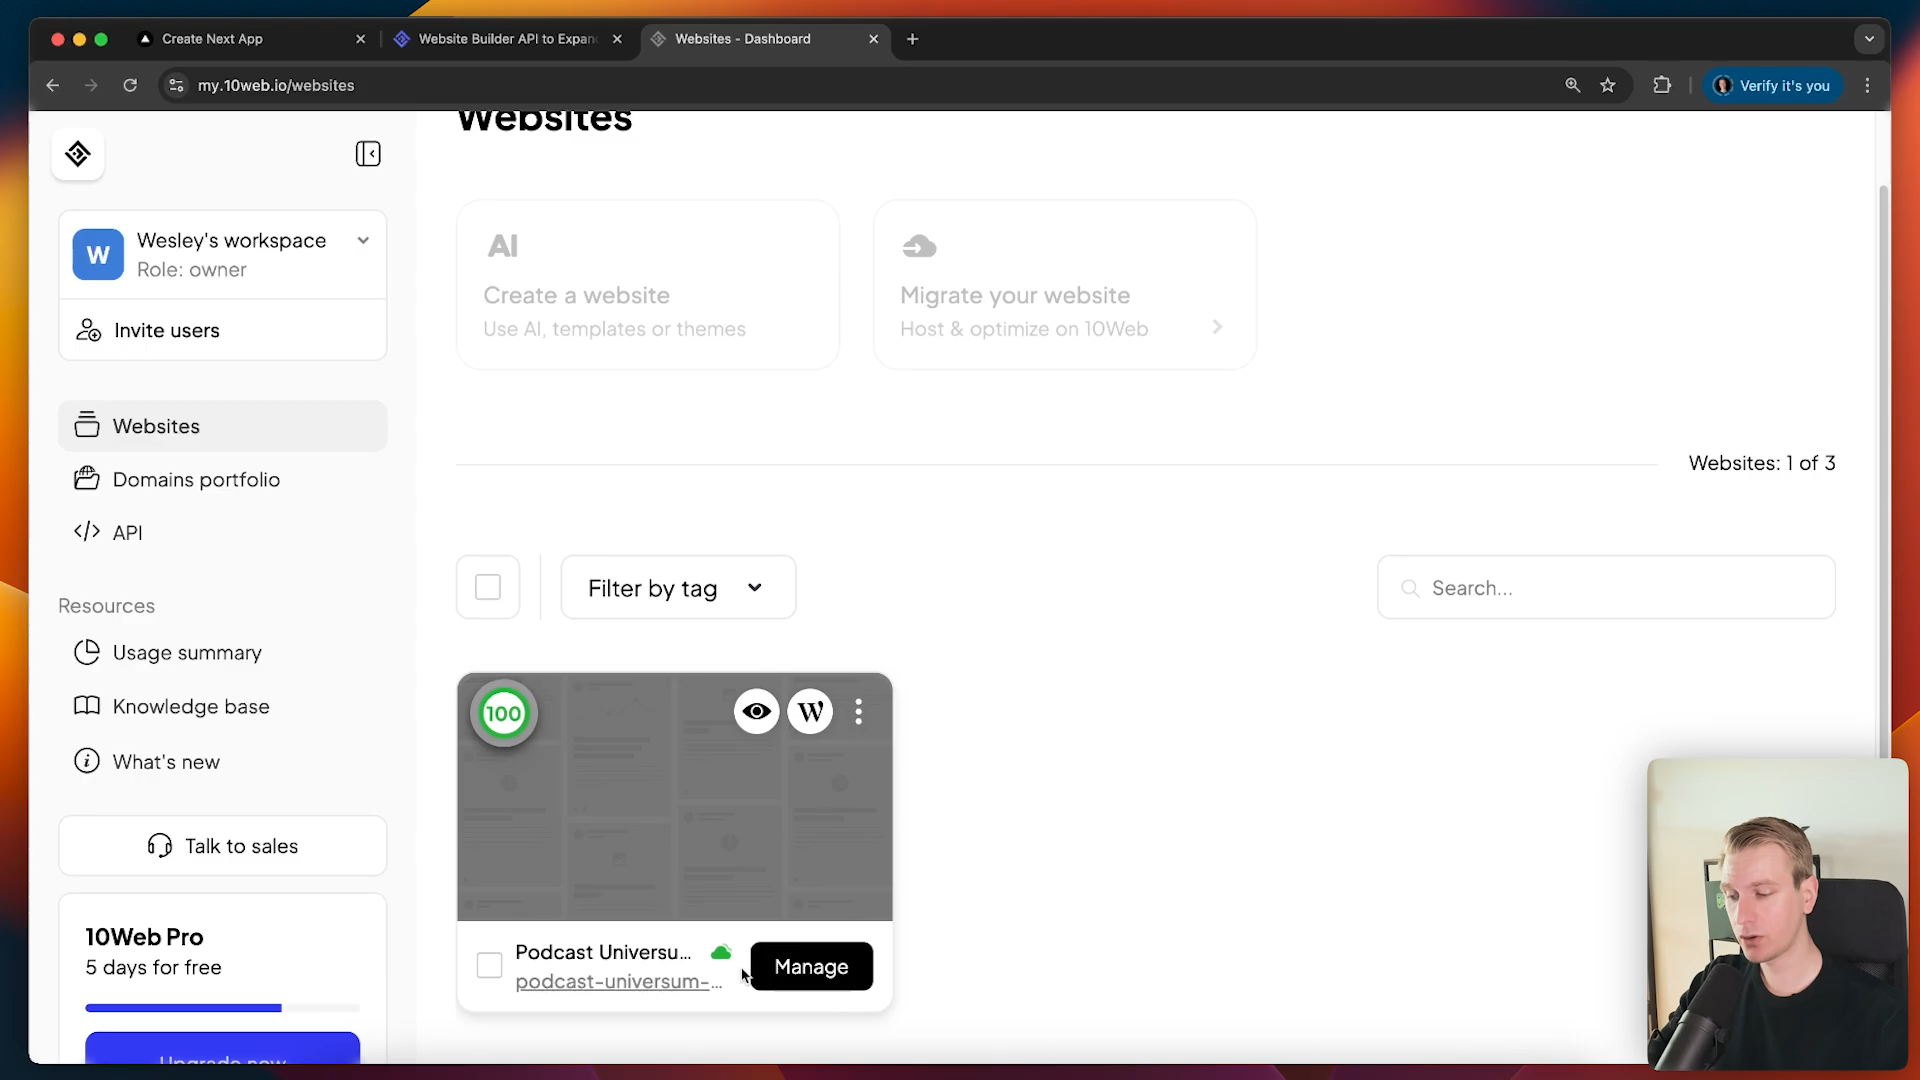 Create Next App
Website Builder API to Expan
Websites - Dashboard
my.10web.io/websites
Verify it's you
Wesley's workspace
W
Role: owner
Invite users
Websites
Domains portfolio
API
Resources
Usage summary
Knowledge base
What's new
Talk to sales
10Web Pro
5 days for free
Upgrade now
Websites
AI
Create a website
Use AI, templates or themes
Migrate your website
Host & optimize on 10Web
Websites: 1 of 3
Filter by tag
Search...
100
W
Podcast Universu...
podcast-universum-...
Manage